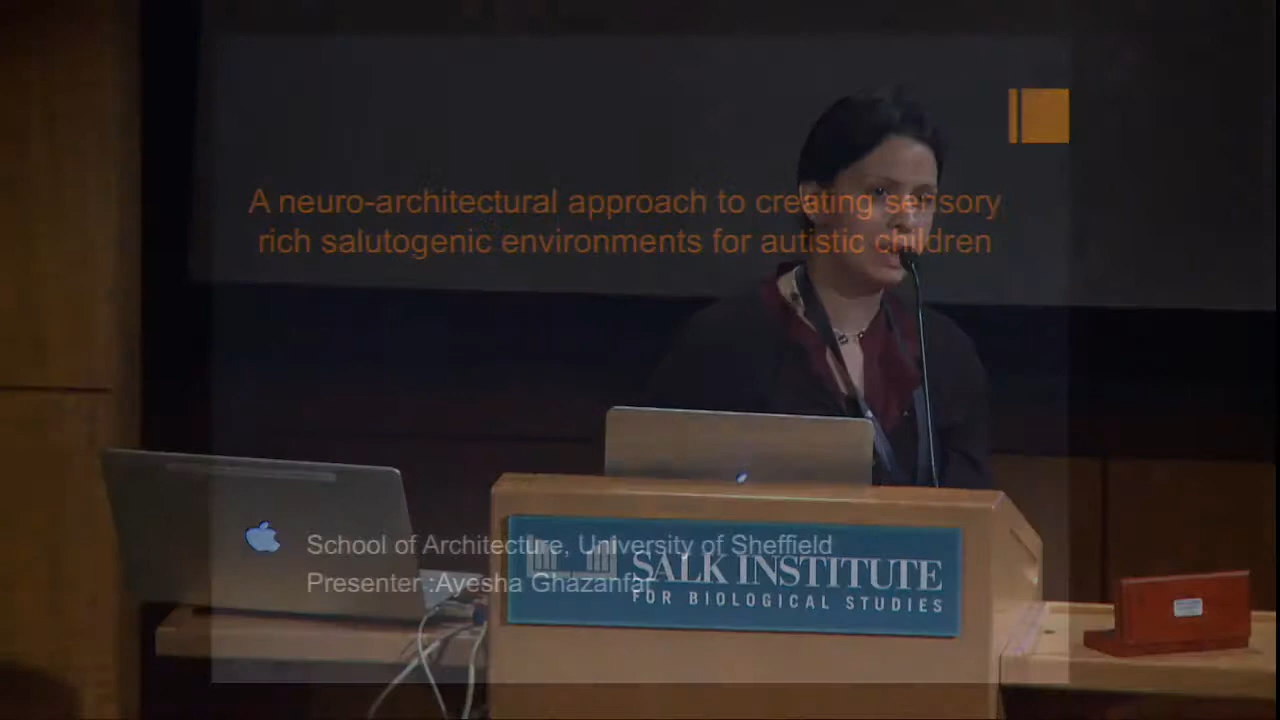 A neuro-architectural approach to creating sensory
rich salutogenic environments for autistic children
School of Architecture, University of Sheffield
Presenter :Ayesha Ghazanfar
SALK INSTITUTE
FOR BIOLOGICAL STUDIES